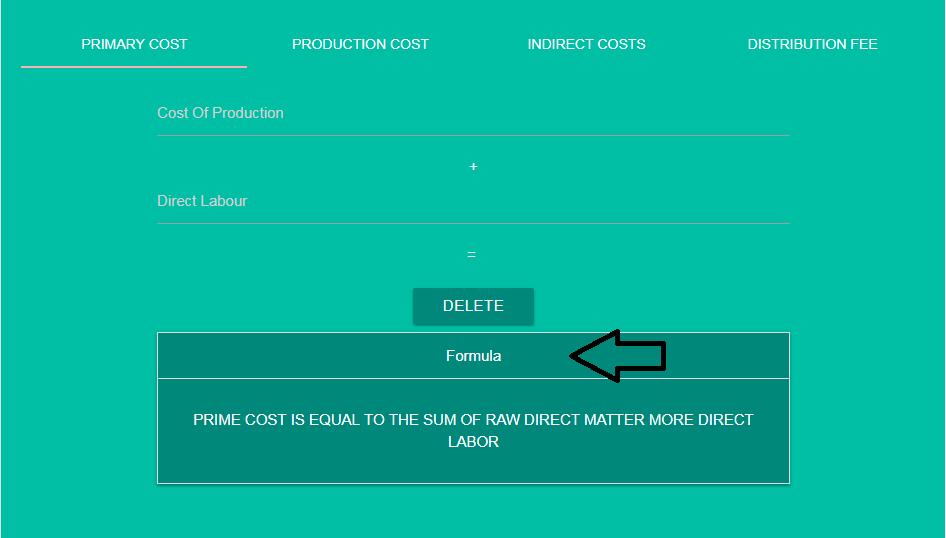 PRIMARY COST PRODUCTION COST INDIRECT COSTS DISTRIBUTION FEE
Cost Of Production
+
Direct Labour
=
DELETE
Formula
PRIME COST IS EQUAL TO THE SUM OF RAW DIRECT MATTER MORE DIRECT
LABOR